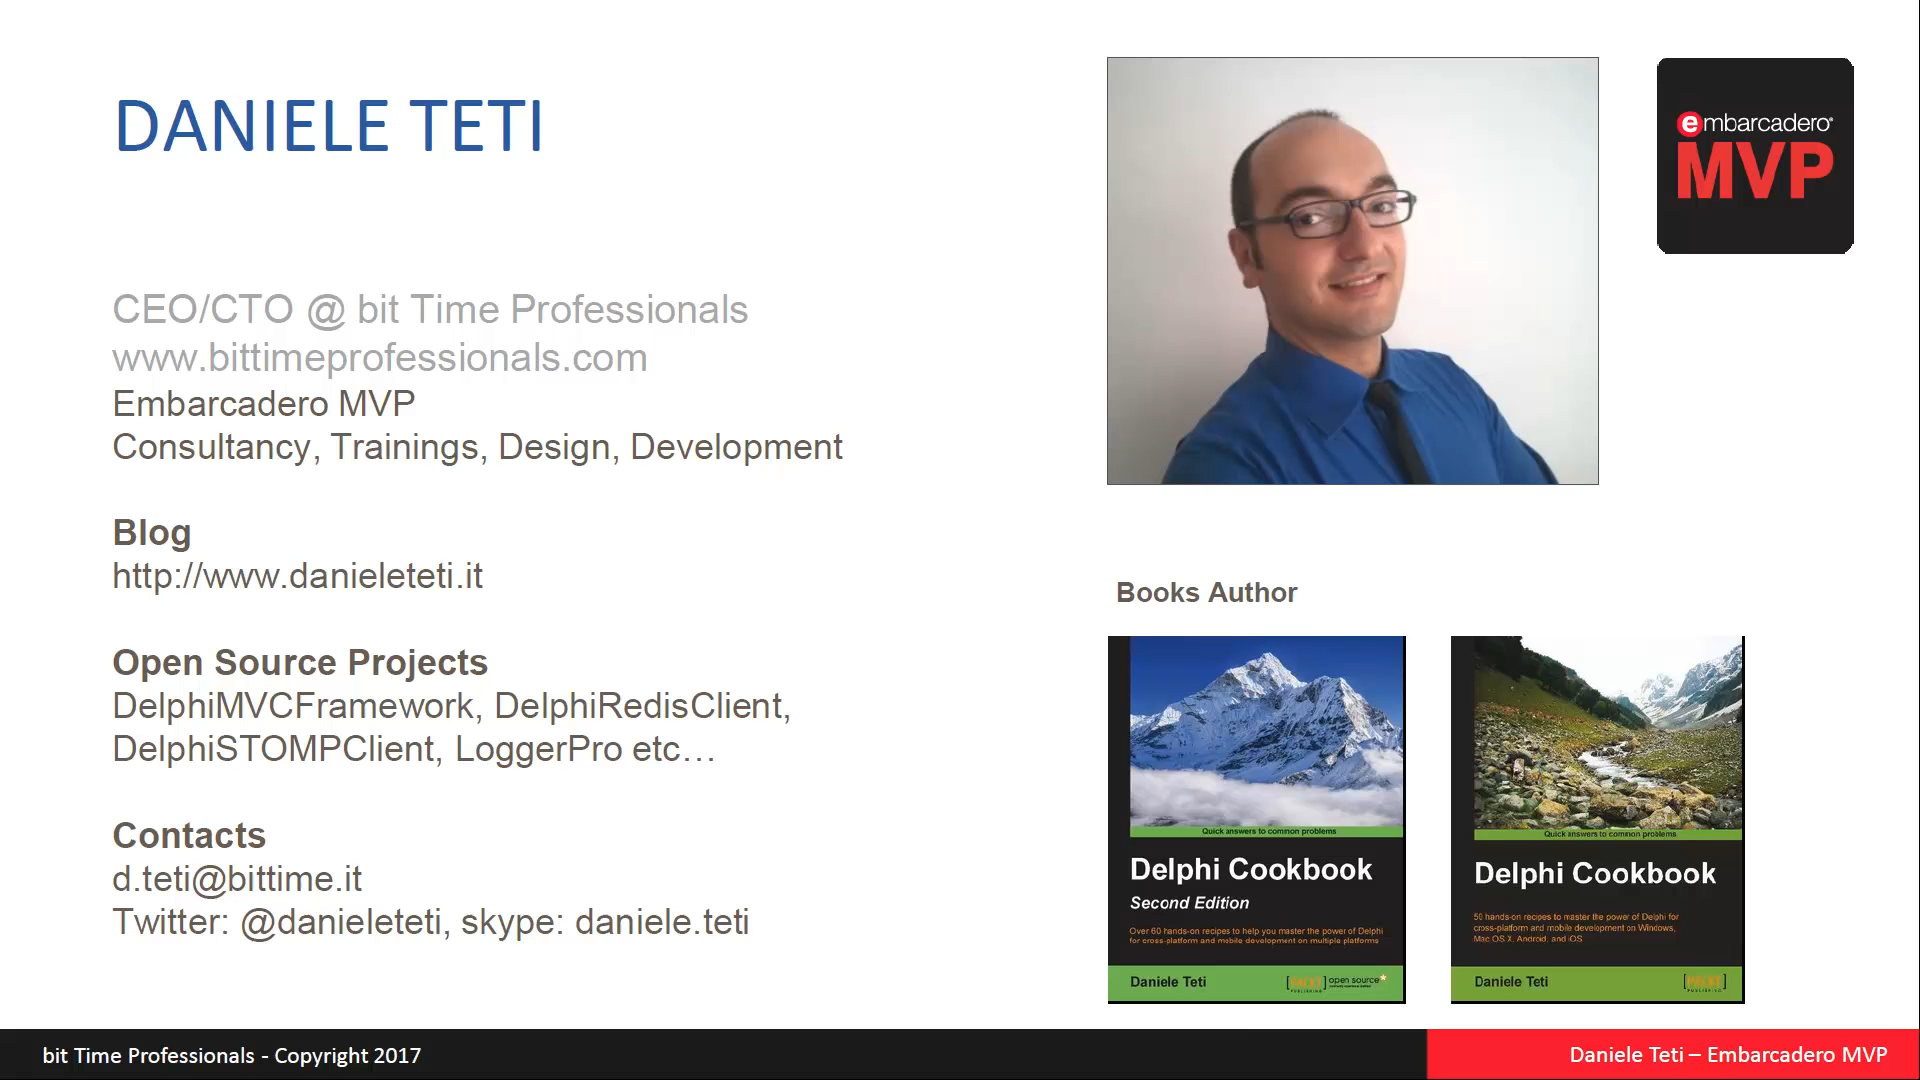 DANIELE TETI
embarcadero®
MVP
CEO/CTO @ bit Time Professionals
www.bittimeprofessionals.com
Embarcadero MVP
Consultancy, Trainings, Design, Development
Blog
http://www.danieleteti.it
Open Source Projects
DelphiMVCFramework, DelphiRedisClient,
DelphiSTOMPClient, LoggerPro etc…
Contacts
d.teti@bittime.it
Twitter: @danieleteti, skype: daniele.teti
Books Author
Quick answers to common problems
Delphi Cookbook
Second Edition
Over 60 hands-on recipes to help you master the power of Delphi
for cross-platform and mobile development on multiple platforms
Daniele Teti
[PACKT] open source*
PUBLISHING
Quick answers to common problems
Delphi Cookbook
50 hands-on recipes to master the power of Delphi for
cross-platform and mobile development on Windows,
Mac OS X, Android, and iOS
Daniele Teti
[PACKT]
PUBLISHING
bit Time Professionals - Copyright 2017
Daniele Teti – Embarcadero MVP